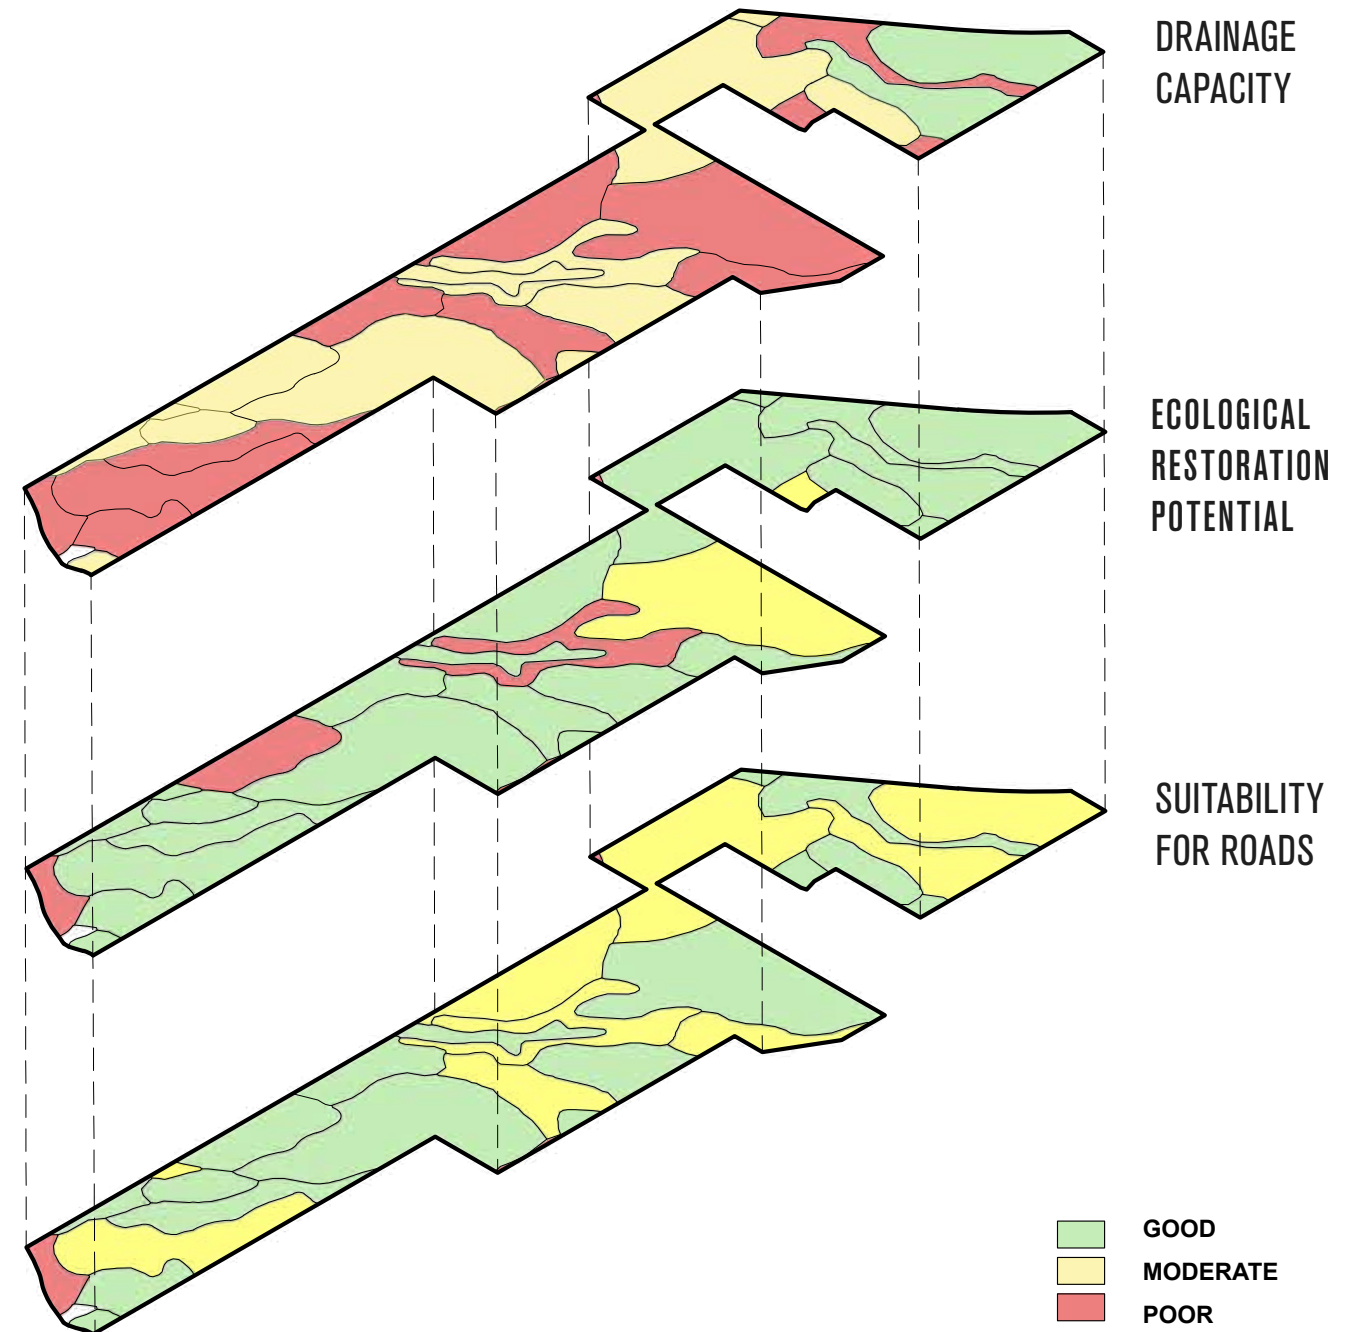 DRAINAGE
CAPACITY
ECOLOGICAL
RESTORATION
POTENTIAL
SUITABILITY
FOR ROADS
GOOD
MODERATE
POOR